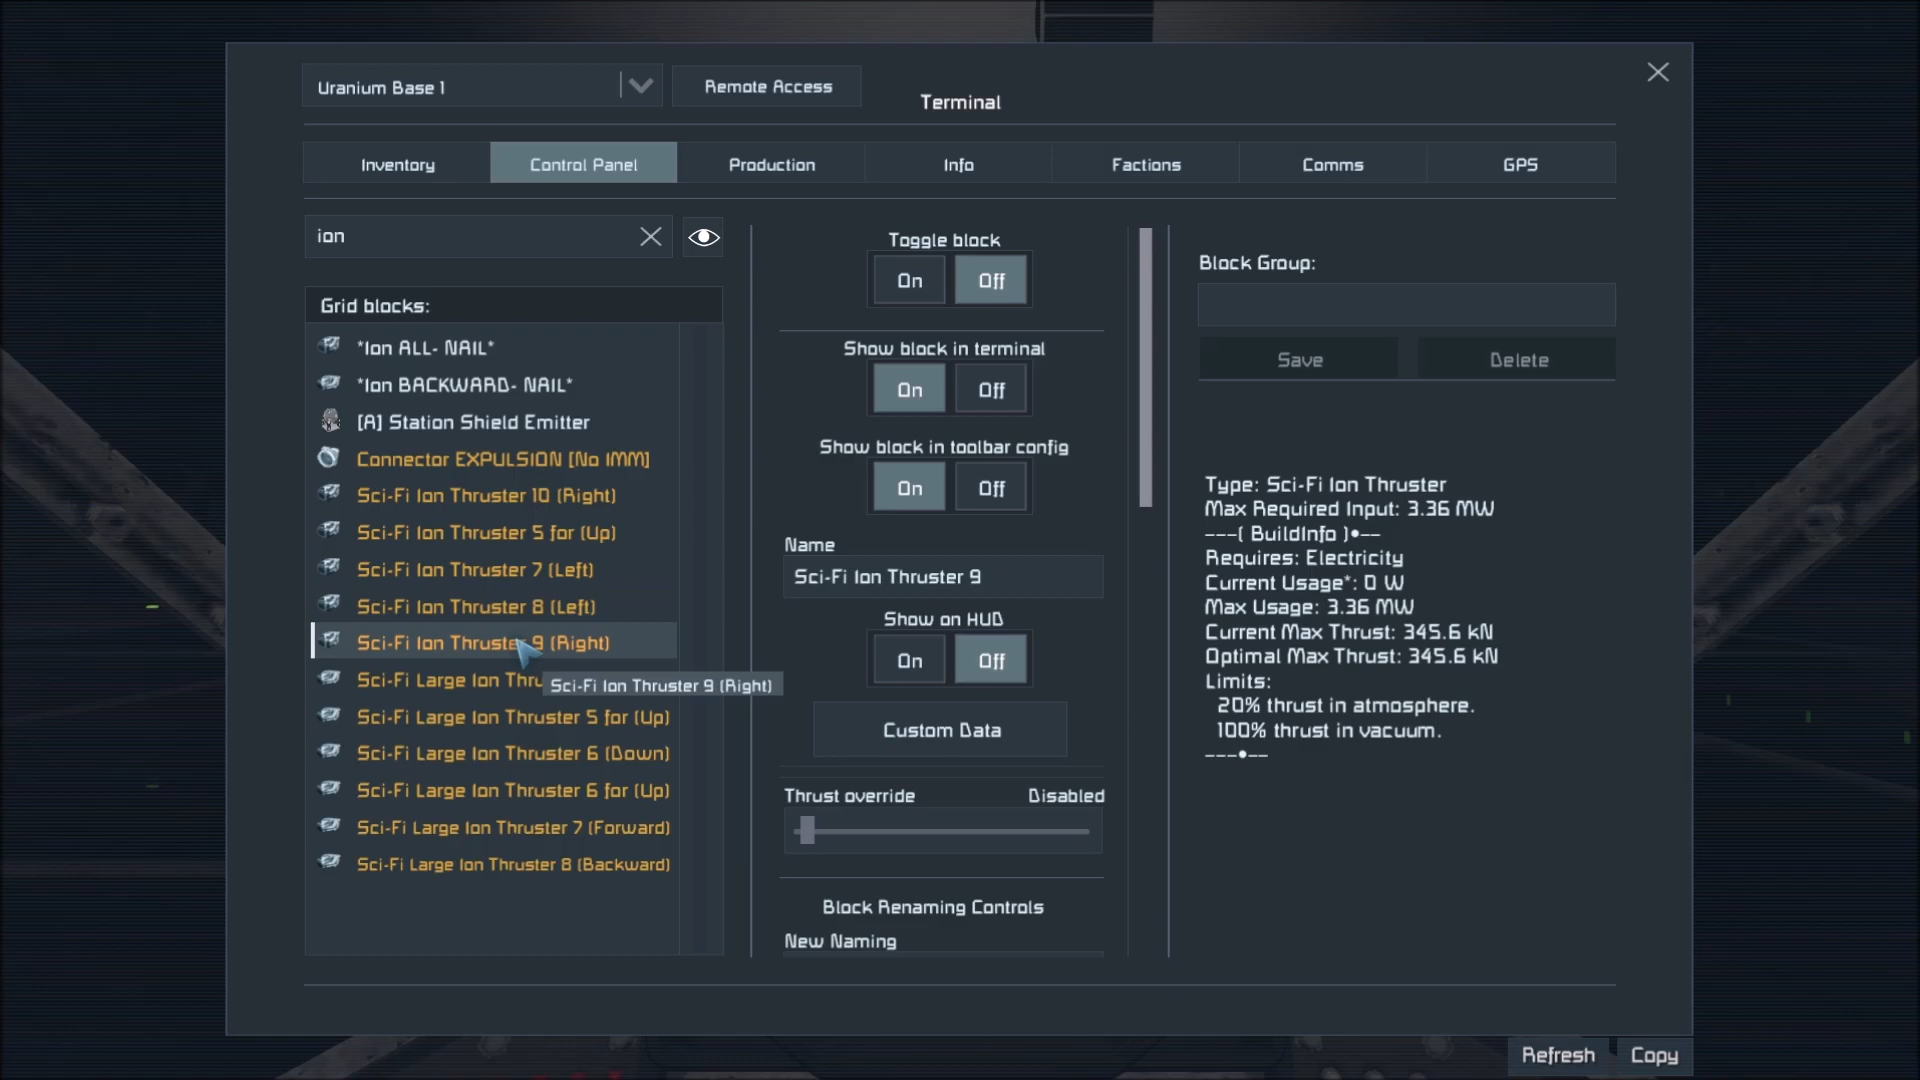 Uranium Base 1
Remote Access
Terminal
Inventory
Control Panel
Production
Info
Factions
Comms
GPS
ion
Grid blocks:
*Ion ALL- NAIL*
*Ion BACKWARD- NAIL*
[A] Station Shield Emitter
Connector EXPULSION [No IMM]
Sci-Fi Ion Thruster 10 (Right)
Sci-Fi Ion Thruster 5 for (Up)
Sci-Fi Ion Thruster 7 (Left)
Sci-Fi Ion Thruster 8 (Left)
Sci-Fi Ion Thruster 9 (Right)
Sci-Fi Large Ion Thru
Sci-Fi Ion Thruster 9 (Right)
Sci-Fi Large Ion Thruster 5 for (Up)
Sci-Fi Large Ion Thruster 6 (Down)
Sci-Fi Large Ion Thruster 6 for (Up)
Sci-Fi Large Ion Thruster 7 (Forward)
Sci-Fi Large Ion Thruster 8 (Backward)
Toggle block
On Off
Show block in terminal
On Off
Show block in toolbar config
On Off
Name
Sci-Fi Ion Thruster 9
Show on HUD
On Off
Custom Data
Thrust override Disabled
Block Renaming Controls
New Naming
Block Group:
Save Delete
Type: Sci-Fi Ion Thruster
Max Required Input: 3.36 MW
---( BuildInfo )•--
Requires: Electricity
Current Usage*: 0 W
Max Usage: 3.36 MW
Current Max Thrust: 345.6 kN
Optimal Max Thrust: 345.6 kN
Limits:
20% thrust in atmosphere.
100% thrust in vacuum.
---•--
Refresh
Copy